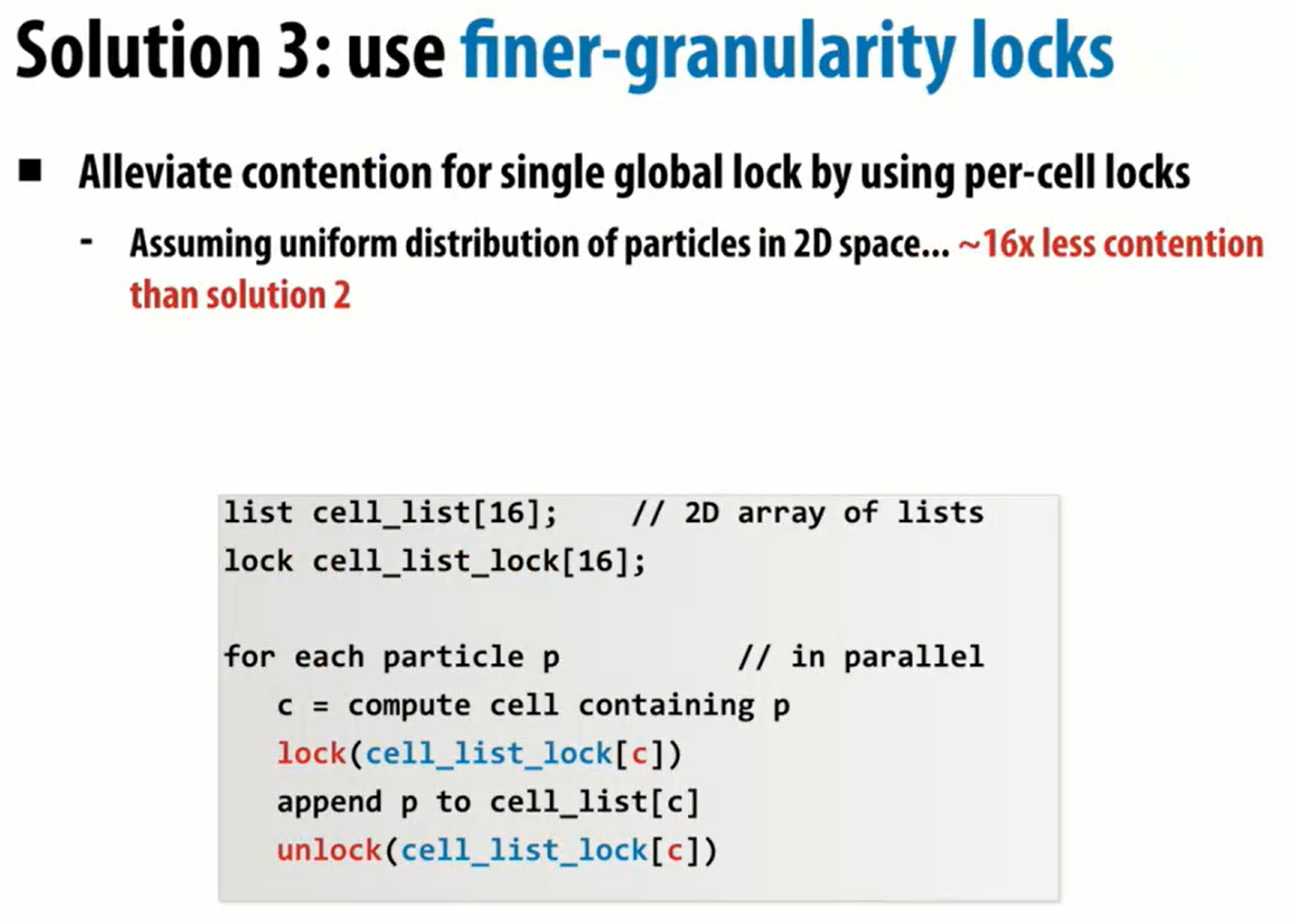 Solution 3: use finer-granularity locks
■ Alleviate contention for single global lock by using per-cell locks
- Assuming uniform distribution of particles in 2D space... ~16x less contention
than solution 2
list cell_list[16];    // 2D array of lists
lock cell_list_lock[16];
for each particle p          // in parallel
   c = compute cell containing p
   lock(cell_list_lock[c])
   append p to cell_list[c]
   unlock(cell_list_lock[c])